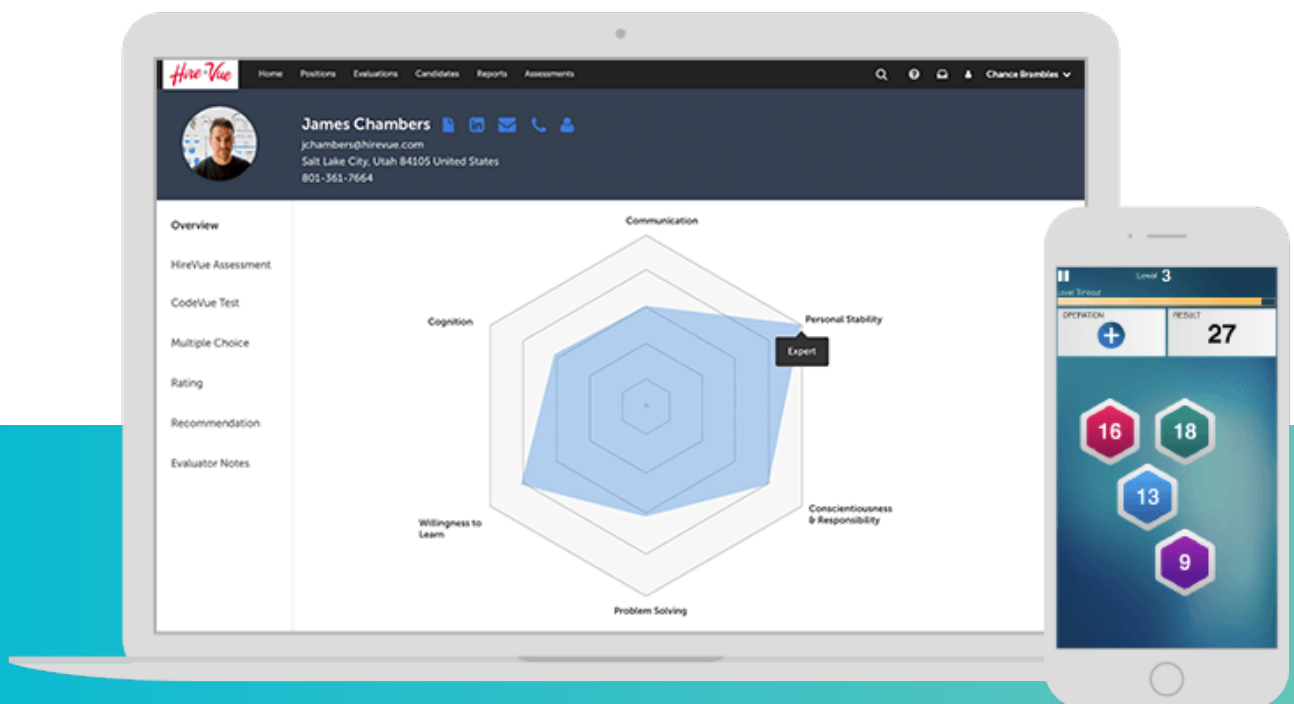 Hire Vue
Home Positions Evaluations Candidates Reports Assessments Chance Brambles
James Chambers
jchambers@hirevue.com
Salt Lake City, Utah 84105 United States
801-361-7664
Overview
HireVue Assessment
CodeVue Test
Multiple Choice
Rating
Recommendation
Evaluator Notes
Communication
Personal Stability
Expert
Conscientiousness
& Responsibility
Problem Solving
Willingness to
Learn
Cognition
Level 3
Level Timeout
OPERATION
RESULT
27
16
18
13
9